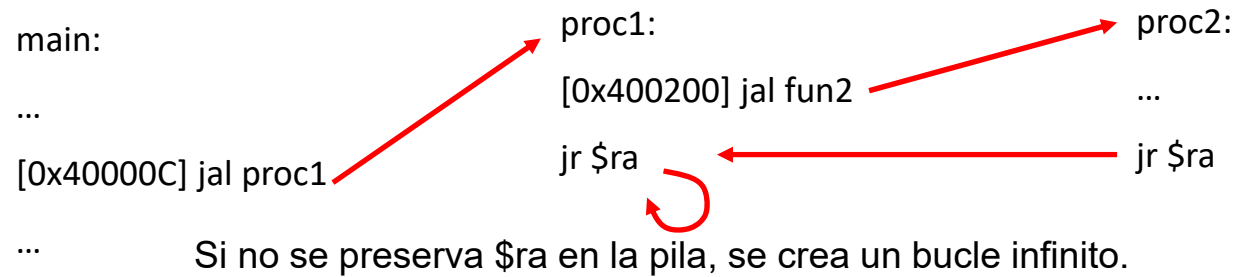 main:
…
[0x40000C] jal proc1
…
proc1:
[0x400200] jal fun2
jr $ra
proc2:
…
jr $ra
Si no se preserva $ra en la pila, se crea un bucle infinito.